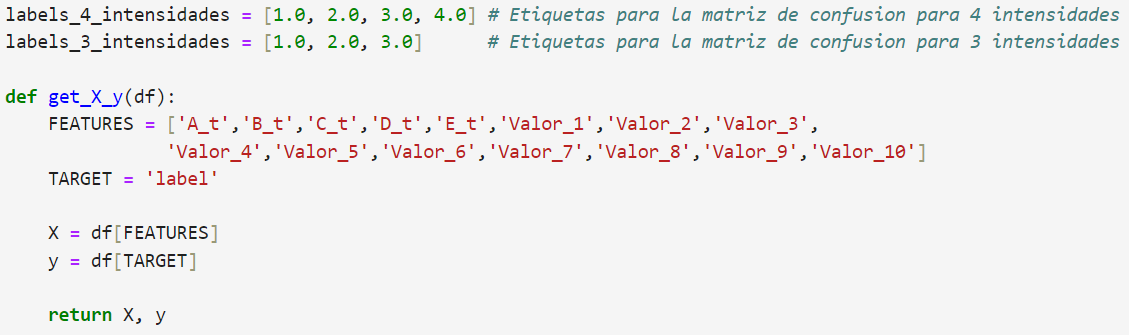 labels_4_intensidades = [1.0, 2.0, 3.0, 4.0] # Etiquetas para la matriz de confusion para 4 intensidades
labels_3_intensidades = [1.0, 2.0, 3.0]      # Etiquetas para la matriz de confusion para 3 intensidades

def get_X_y(df):
    FEATURES = ['A_t','B_t','C_t','D_t','E_t','Valor_1','Valor_2','Valor_3',
               'Valor_4','Valor_5','Valor_6','Valor_7','Valor_8','Valor_9','Valor_10']
    TARGET = 'label'

    X = df[FEATURES]
    y = df[TARGET]

    return X, y